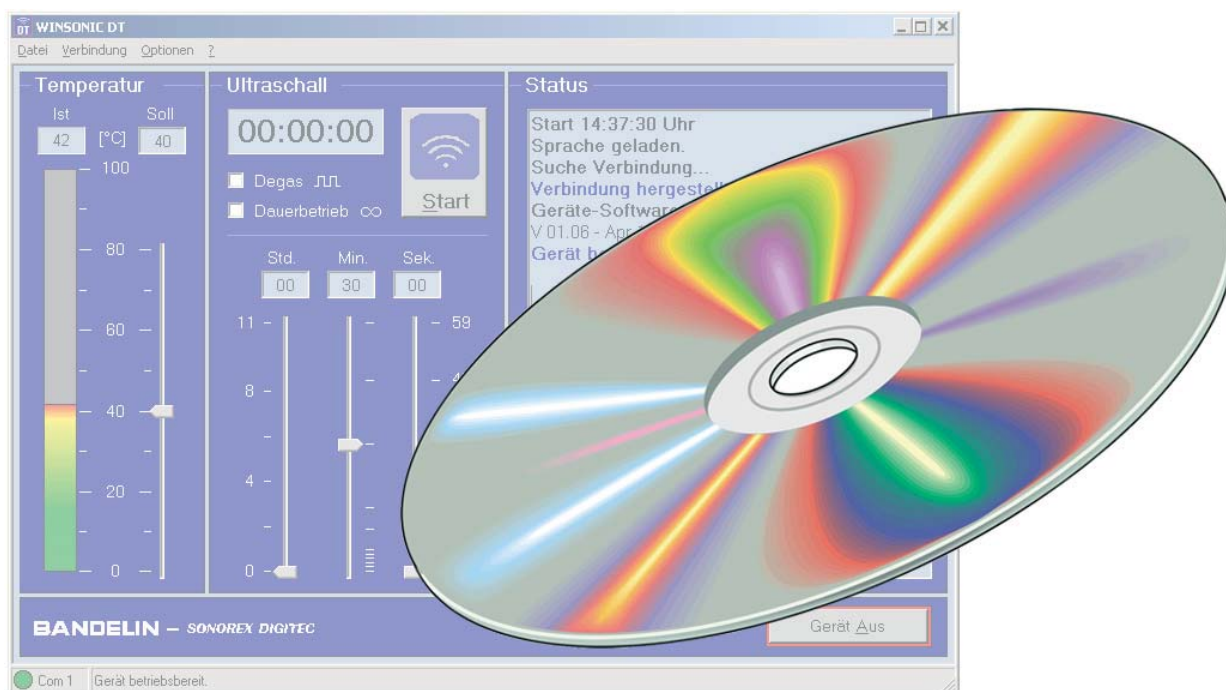 WINSONIC DT
Datei Verbindung Optionen ?
Temperatur
Ist Soll
42 [°C] 40
100
80
60
40
20
0
Ultraschall
00:00:00
Degas
Dauerbetrieb ∞
Start
Std. Min. Sek.
00 30 00
11
8
4
0
59
Status
Start 14:37:30 Uhr
Sprache geladen.
Suche Verbindung...
Verbindung hergestell
Geräte-Software
V 01.06 - Apr
Gerät be
BANDELIN – SONOREX DIGITEC
Gerät Aus
Com 1 Gerät betriebsbereit.